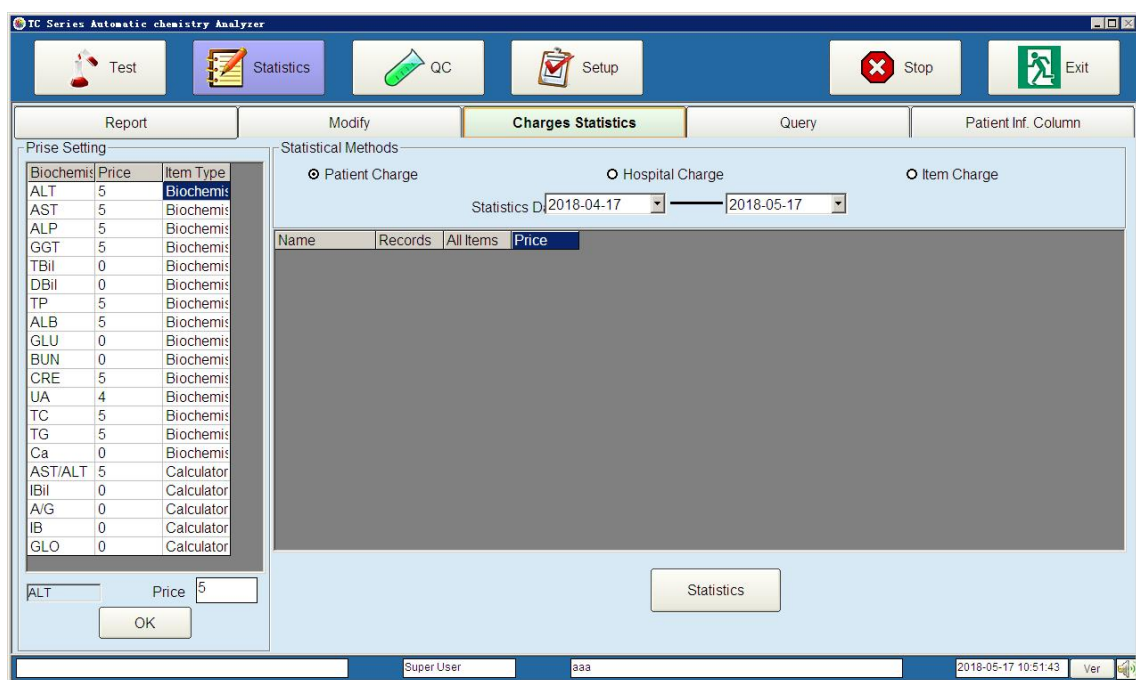 TC Series Automatic chemistry Analyzer
Test Statistics QC Setup Stop Exit
Report Modify Charges Statistics Query Patient Inf. Column
Prise Setting
Biochemis Price Item Type
ALT 5 Biochemis
AST 5 Biochemis
ALP 5 Biochemis
GGT 5 Biochemis
TBil 0 Biochemis
DBil 0 Biochemis
TP 5 Biochemis
ALB 5 Biochemis
GLU 0 Biochemis
BUN 0 Biochemis
CRE 5 Biochemis
UA 4 Biochemis
TC 5 Biochemis
TG 5 Biochemis
Ca 0 Biochemis
AST/ALT 5 Calculator
IBil 0 Calculator
A/G 0 Calculator
IB 0 Calculator
GLO 0 Calculator
ALT Price 5
OK
Statistical Methods
Patient Charge Hospital Charge Item Charge
Statistics Da 2018-04-17 2018-05-17
Name Records All Items Price
Statistics
Super User aaa 2018-05-17 10:51:43 Ver